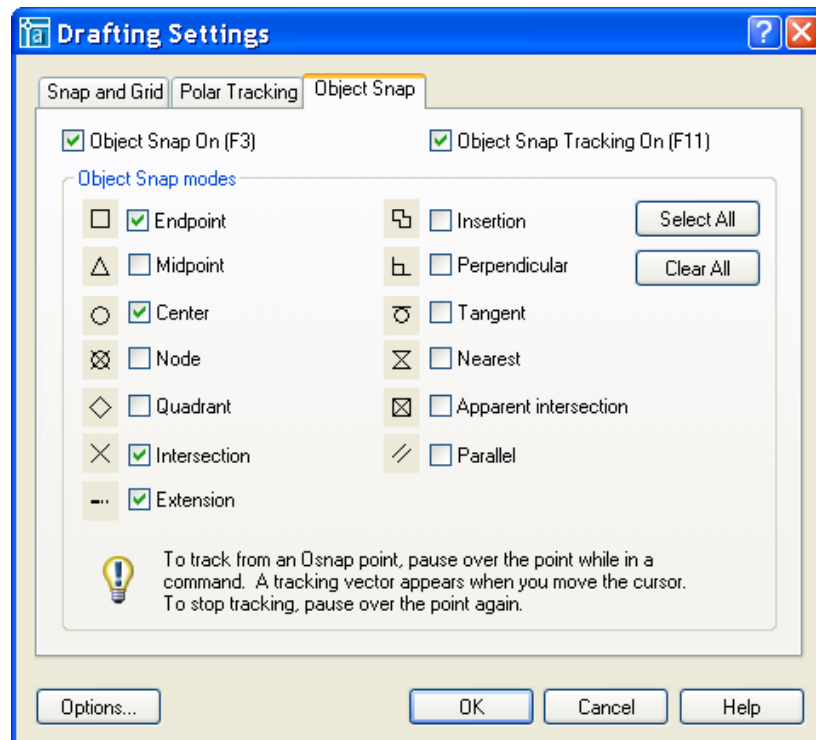 Drafting Settings
Snap and Grid Polar Tracking Object Snap
Object Snap On (F3) Object Snap Tracking On (F11)
Object Snap modes
Endpoint Insertion Select All
Midpoint Perpendicular Clear All
Center Tangent
Node Nearest
Quadrant Apparent intersection
Intersection Parallel
Extension
To track from an Osnap point, pause over the point while in a
command. A tracking vector appears when you move the cursor.
To stop tracking, pause over the point again.
Options... OK Cancel Help